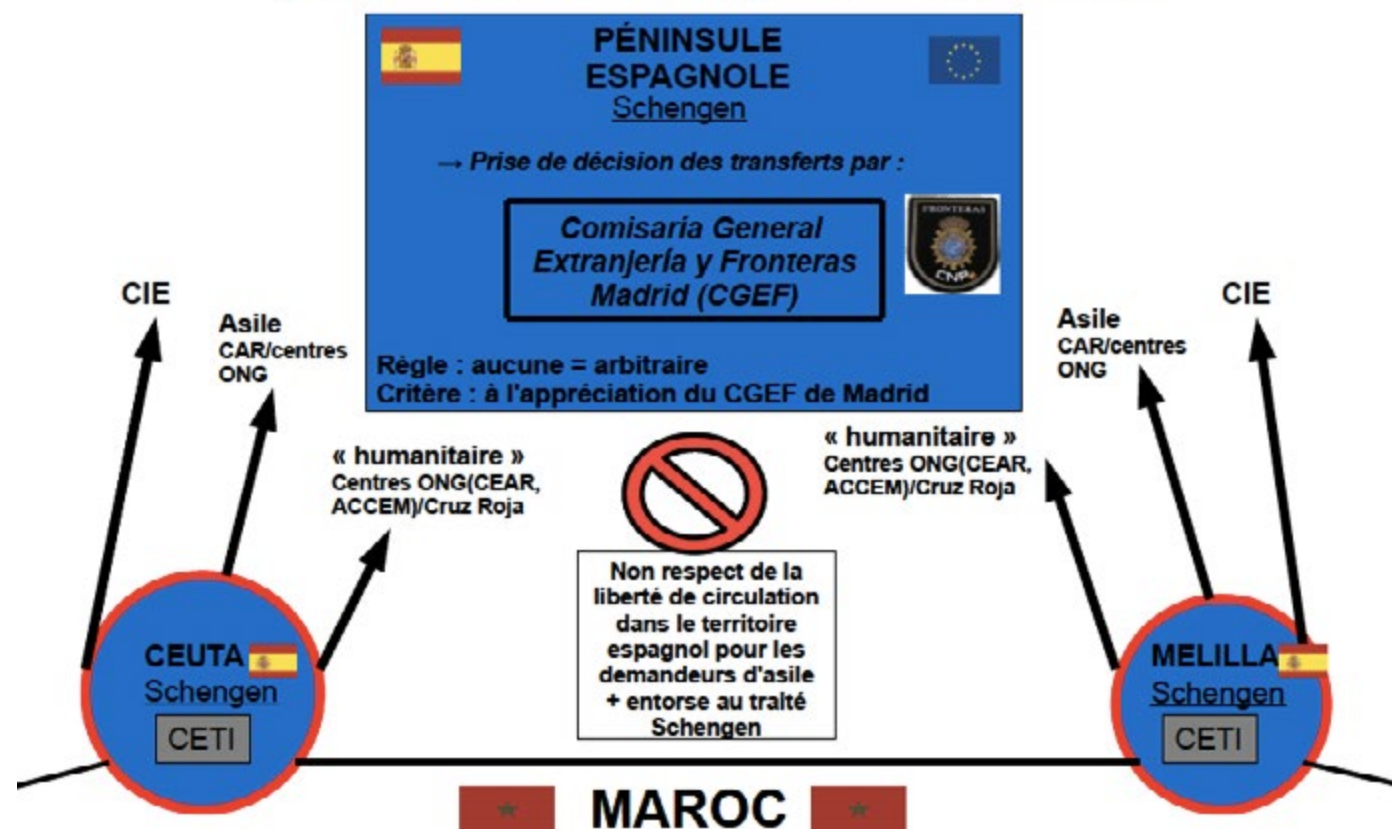 PÉNINSULE
ESPAGNOLE
Schengen
→ Prise de décision des transferts par :
FRONTERAS
CNP
Comisaría General
Extranjería y Fronteras
Madrid (CGEF)
Règle : aucune = arbitraire
Critère : à l'appréciation du CGEF de Madrid
CIE
Asile
CAR/centres
ONG
« humanitaire »
Centres ONG(CEAR,
ACCEM)/Cruz Roja
« humanitaire »
Centres ONG(CEAR,
ACCEM)/Cruz Roja
Asile
CAR/centres
ONG
CIE
Non respect de la
liberté de circulation
dans le territoire
espagnol pour les
demandeurs d'asile
+ entorse au traité
Schengen
CEUTA
Schengen
CETI
MELILLA
Schengen
CETI
MAROC